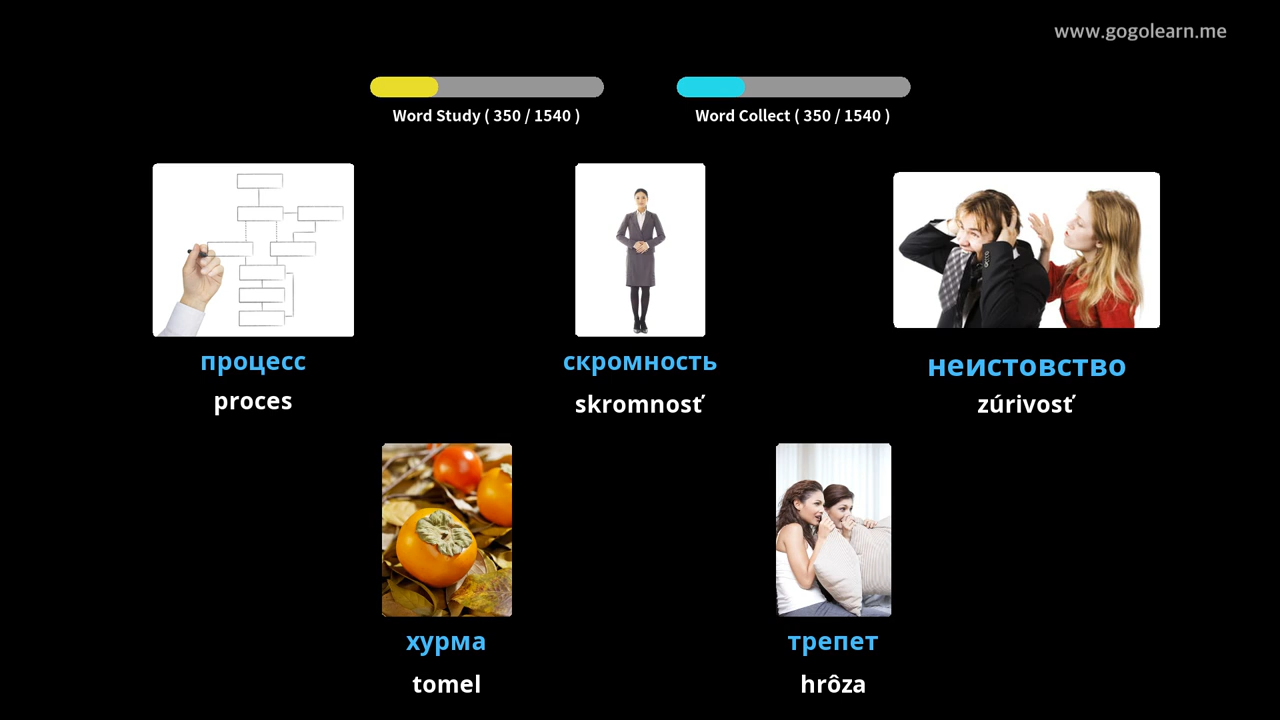 www.gogolearn.me
Word Study ( 350 / 1540 )
Word Collect ( 350 / 1540 )
процесс
proces
скромность
skromnosť
неистовство
zúrivosť
хурма
tomel
трепет
hrôza